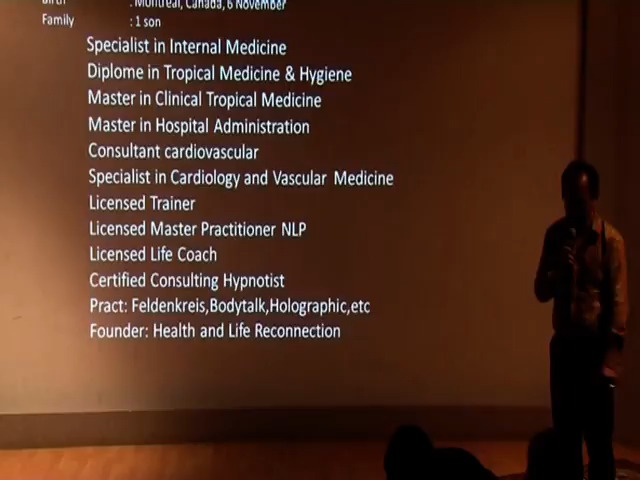 Birth : Montreal, Canada, 6 November
Family : 1 son
Specialist in Internal Medicine
Diplome in Tropical Medicine & Hygiene
Master in Clinical Tropical Medicine
Master in Hospital Administration
Consultant cardiovascular
Specialist in Cardiology and Vascular Medicine
Licensed Trainer
Licensed Master Practitioner NLP
Licensed Life Coach
Certified Consulting Hypnotist
Pract: Feldenkreis,Bodytalk,Holographic,etc
Founder: Health and Life Reconnection